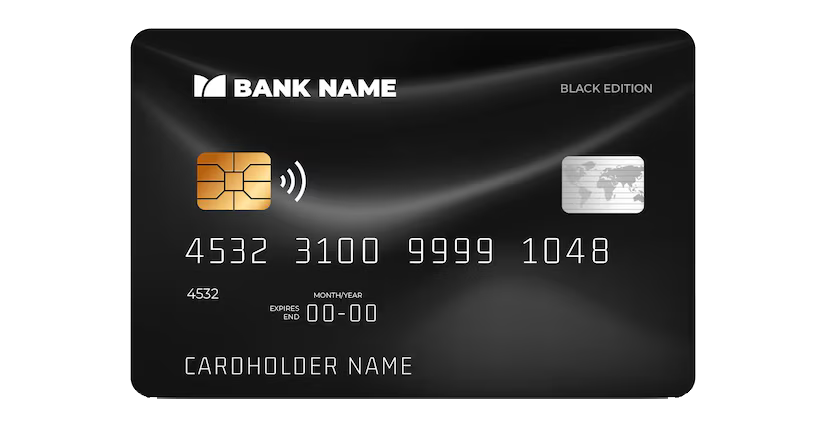 BANK NAME
BLACK EDITION
4532 3100 9999 1048
4532
MONTH/YEAR
EXPIRES
END
00-00
CARDHOLDER NAME